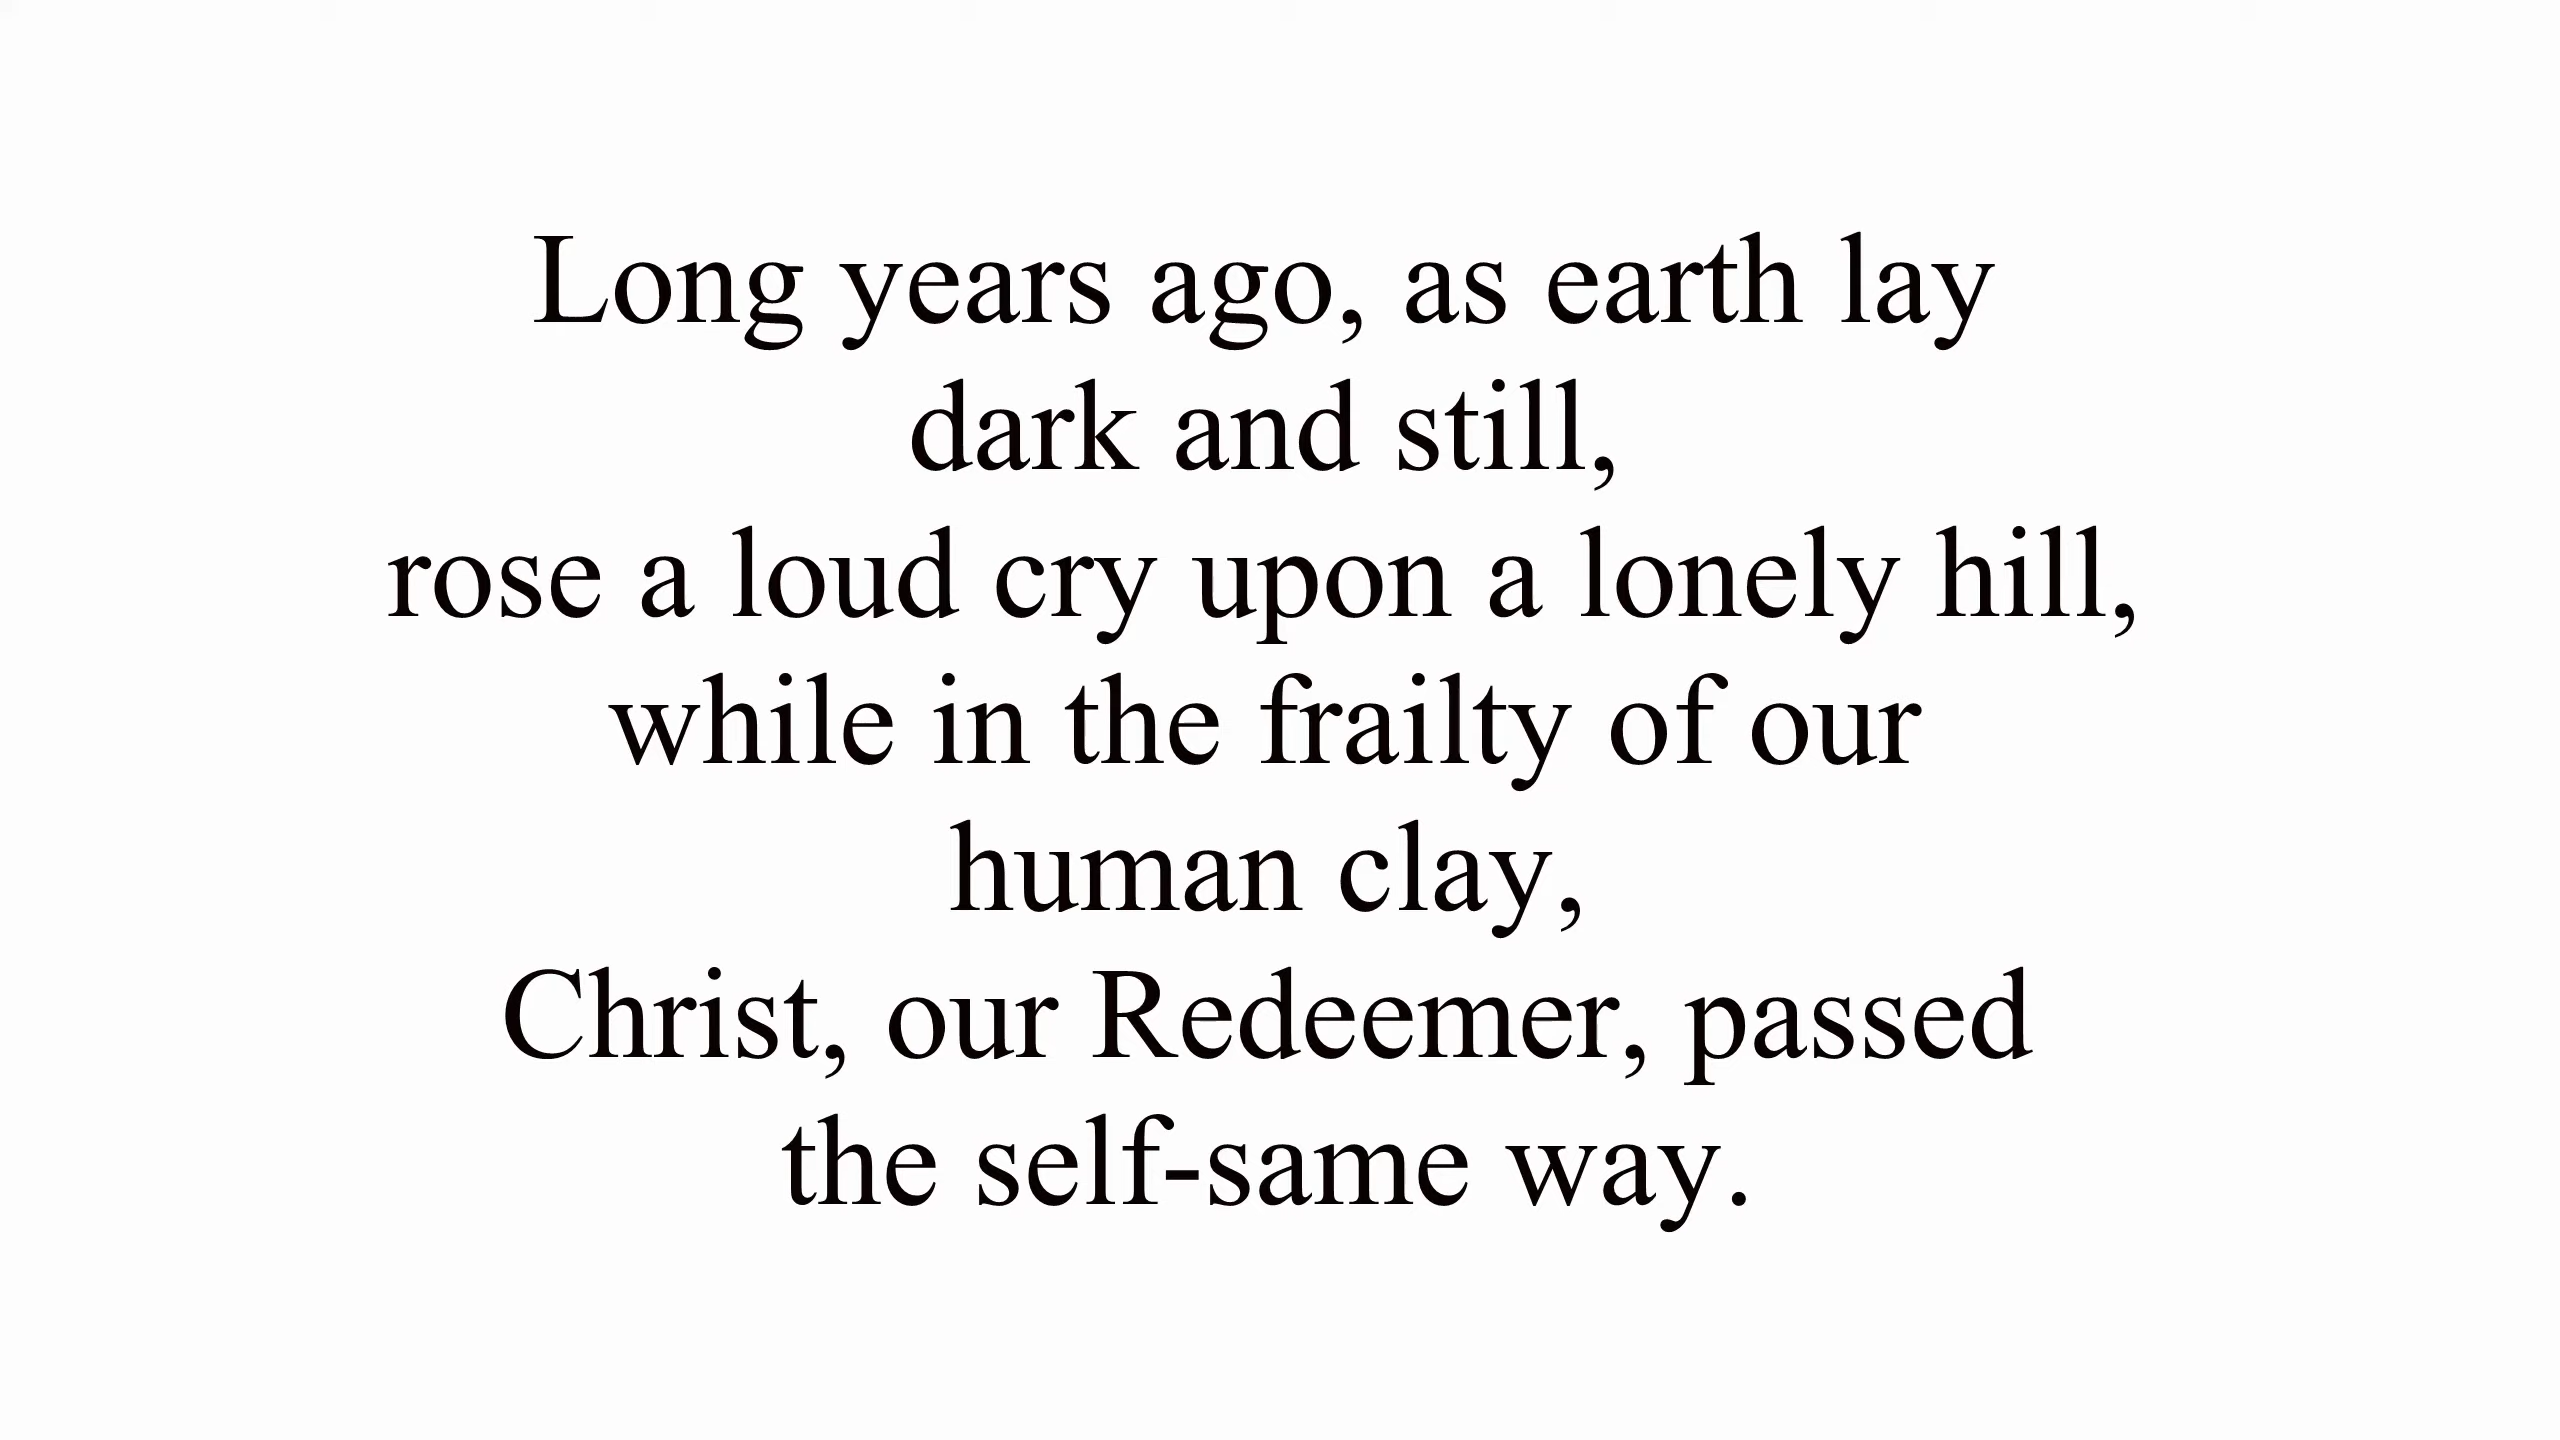 Long years ago, as earth lay
dark and still,
rose a loud cry upon a lonely hill,
while in the frailty of our
human clay,
Christ, our Redeemer, passed
the self-same way.